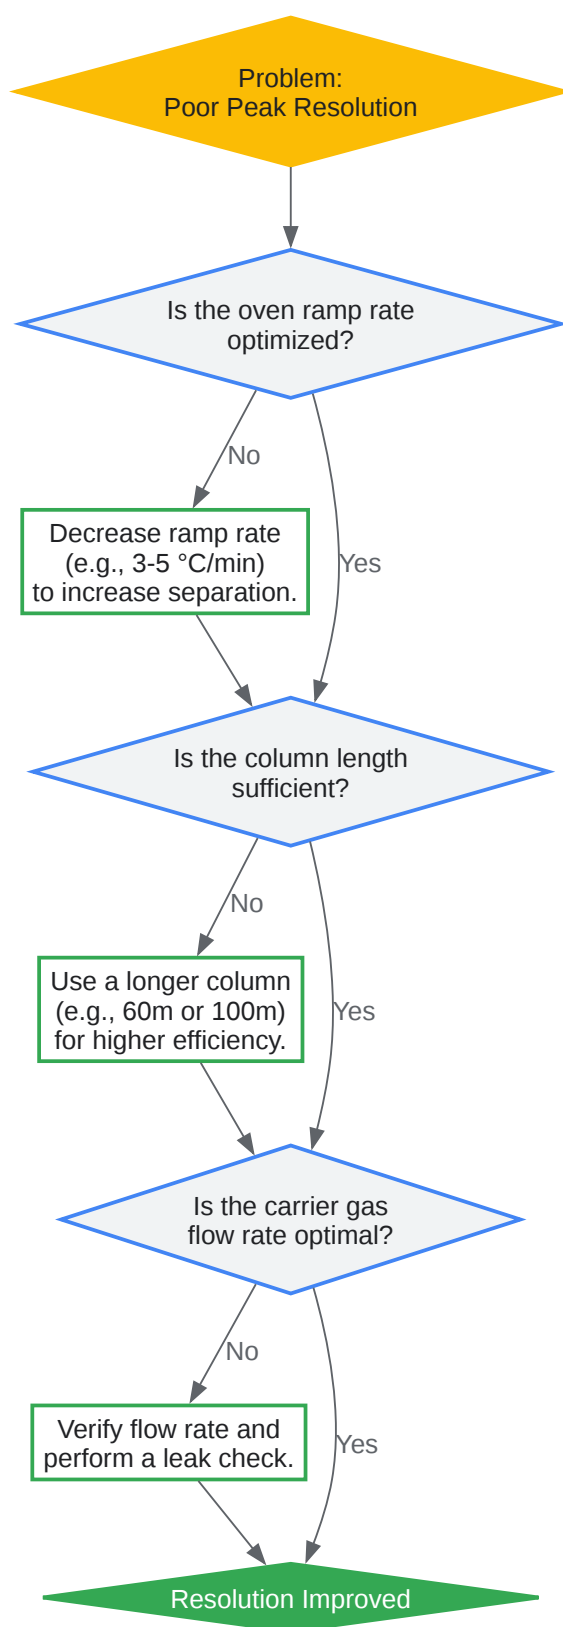 Problem:
Poor Peak Resolution
Is the oven ramp rate
optimized?
No
Decrease ramp rate
(e.g., 3-5 °C/min)
to increase separation.
Yes
Is the column length
sufficient?
No
Use a longer column
(e.g., 60m or 100m)
for higher efficiency.
Yes
Is the carrier gas
flow rate optimal?
No
Verify flow rate and
perform a leak check.
Yes
Resolution Improved